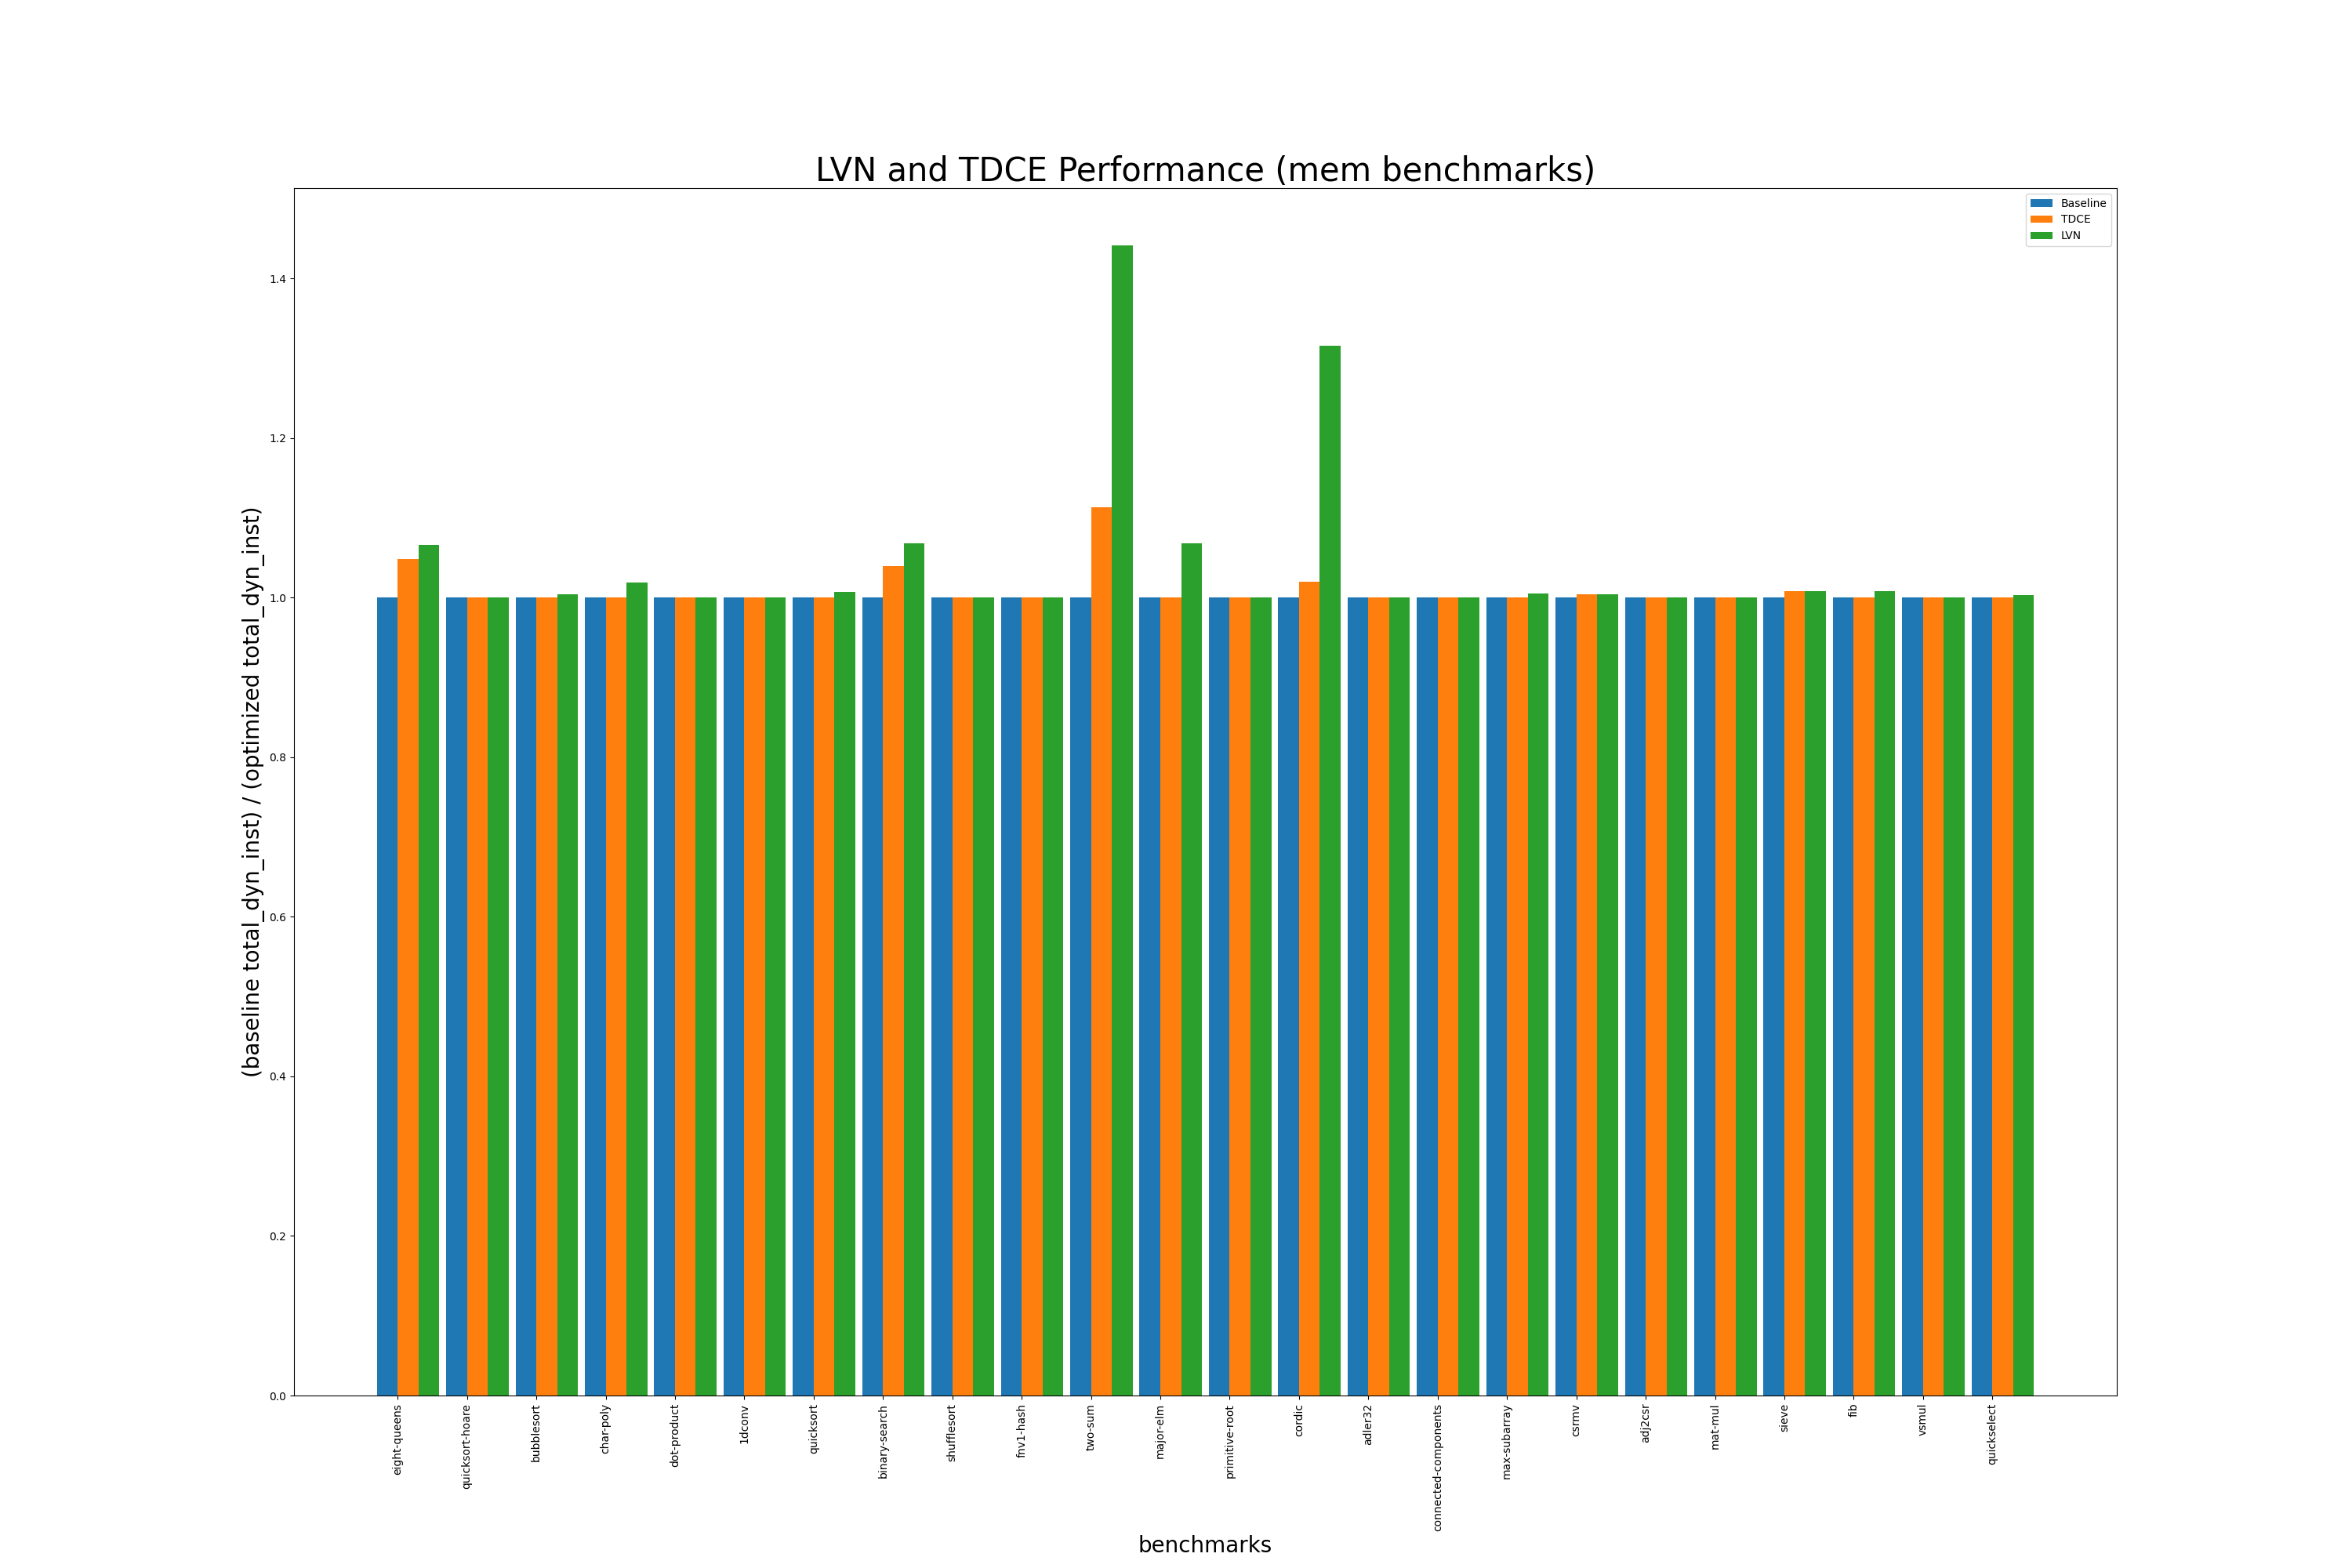 LVN and TDCE Performance (mem benchmarks)
Baseline
TDCE
LVN
(baseline total_dyn_inst) / (optimized total_dyn_inst)
1.4
1.2
1.0
0.8
0.6
0.4
0.2
0.0
eight-queens
quicksort-hoare
bubblesort
char-poly
dot-product
1dconv
quicksort
binary-search
shufflesort
fnv1-hash
two-sum
major-elm
primitive-root
cordic
adler32
connected-components
max-subarray
csrmv
adj2csr
mat-mul
sieve
fib
vsmul
quickselect
benchmarks